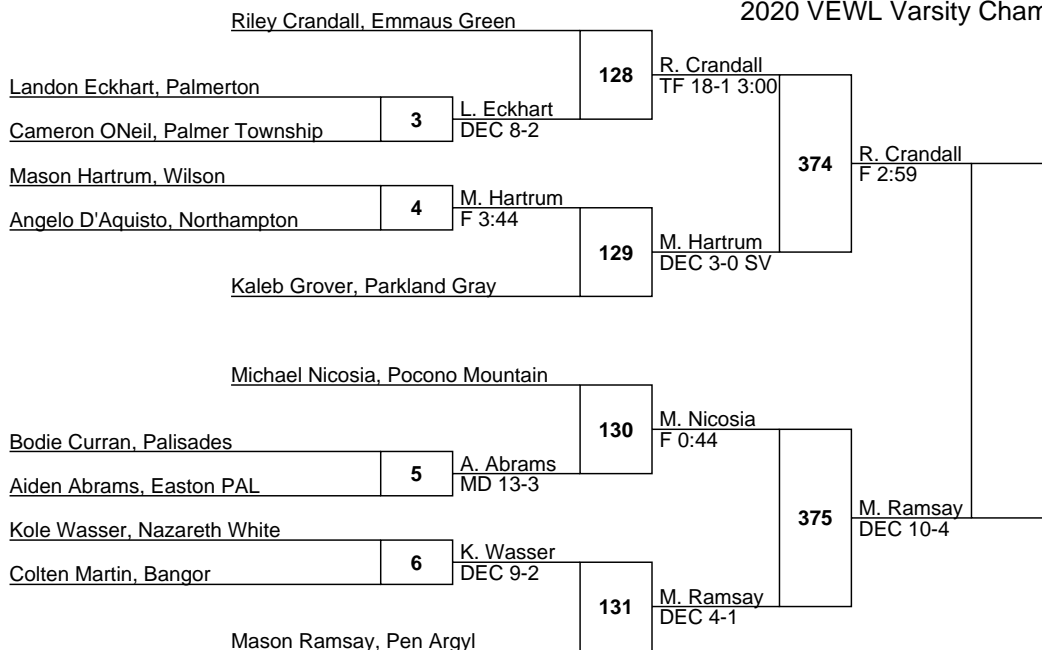 2020 VEWL Varsity Cham
Riley Crandall, Emmaus Green
128
R. Crandall
TF 18-1 3:00
Landon Eckhart, Palmerton
3
L. Eckhart
DEC 8-2
Cameron ONeil, Palmer Township
374
R. Crandall
F 2:59
Mason Hartrum, Wilson
4
M. Hartrum
F 3:44
Angelo D'Aquisto, Northampton
129
M. Hartrum
DEC 3-0 SV
Kaleb Grover, Parkland Gray
Michael Nicosia, Pocono Mountain
130
M. Nicosia
F 0:44
Bodie Curran, Palisades
5
A. Abrams
MD 13-3
Aiden Abrams, Easton PAL
375
M. Ramsay
DEC 10-4
Kole Wasser, Nazareth White
6
K. Wasser
DEC 9-2
Colten Martin, Bangor
131
M. Ramsay
DEC 4-1
Mason Ramsay, Pen Argyl